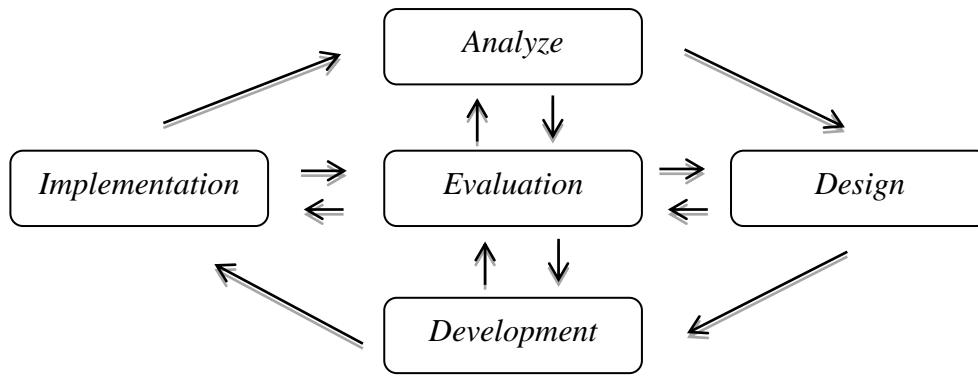 Analyze
Implementation
Evaluation
Design
Development